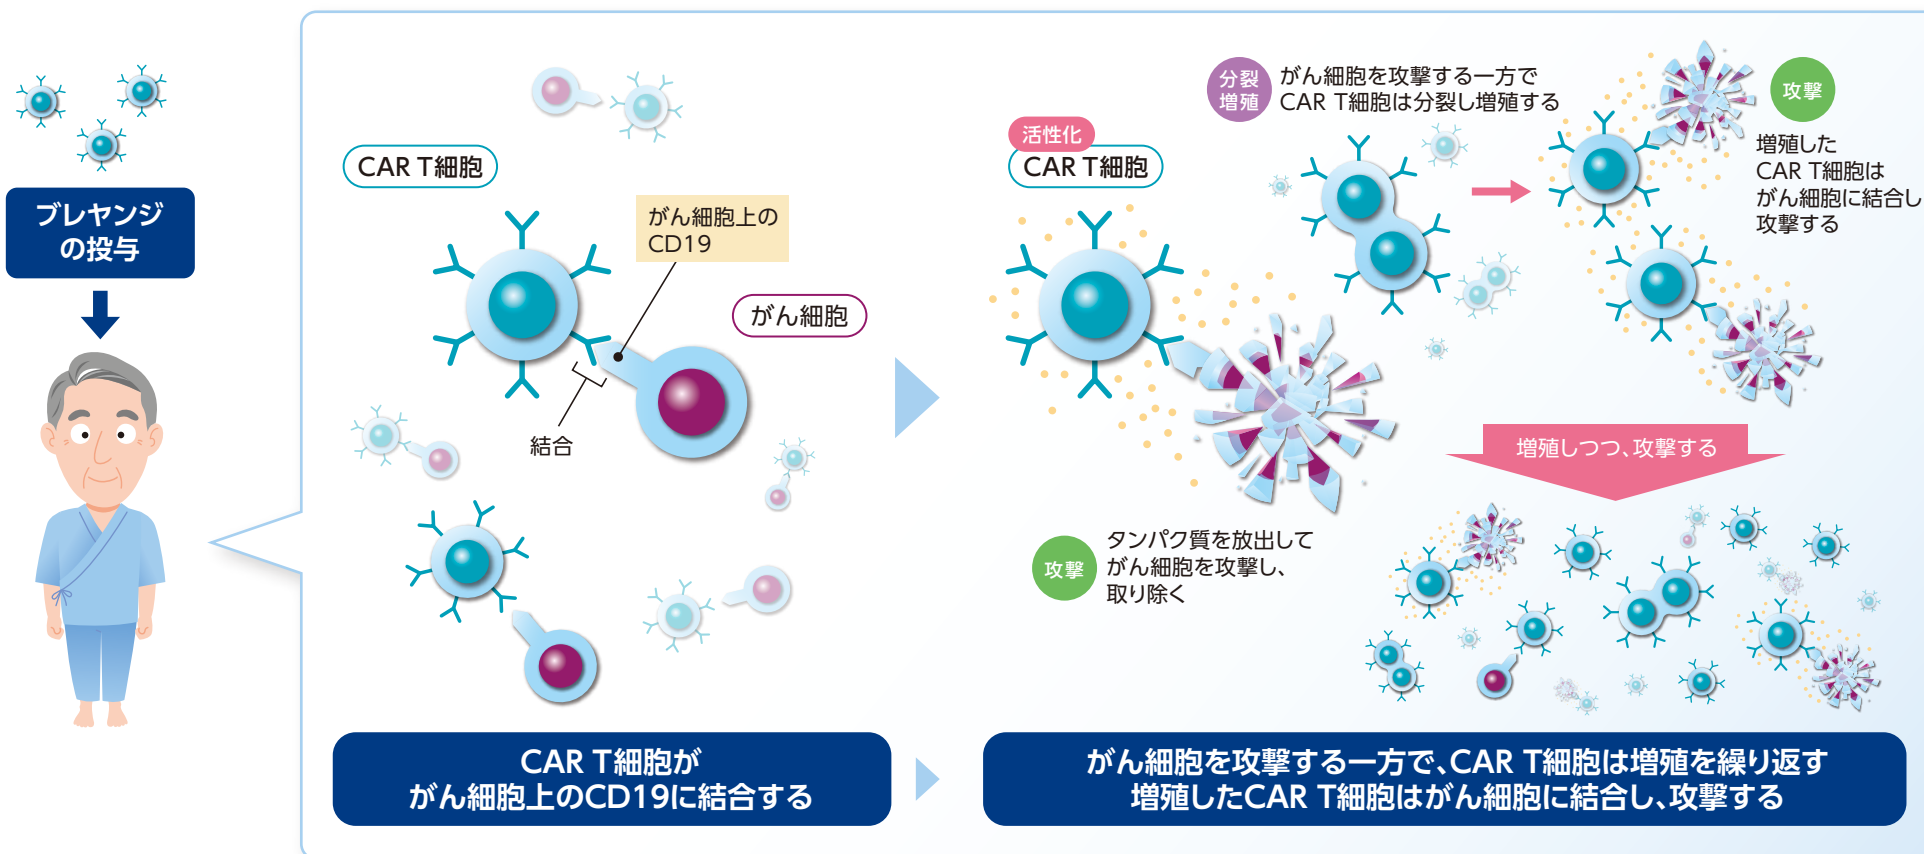 ブレヤンジ
の投与
CAR T細胞
がん細胞上の
CD19
がん細胞
結合
CAR T細胞が
がん細胞上のCD19に結合する
活性化
CAR T細胞
攻撃
タンパク質を放出して
がん細胞を攻撃し、
取り除く
分裂
増殖
がん細胞を攻撃する一方で
CAR T細胞は分裂し増殖する
攻撃
増殖した
CAR T細胞は
がん細胞に結合し
攻撃する
増殖しつつ、攻撃する
がん細胞を攻撃する一方で、CAR T細胞は増殖を繰り返す
増殖したCAR T細胞はがん細胞に結合し、攻撃する